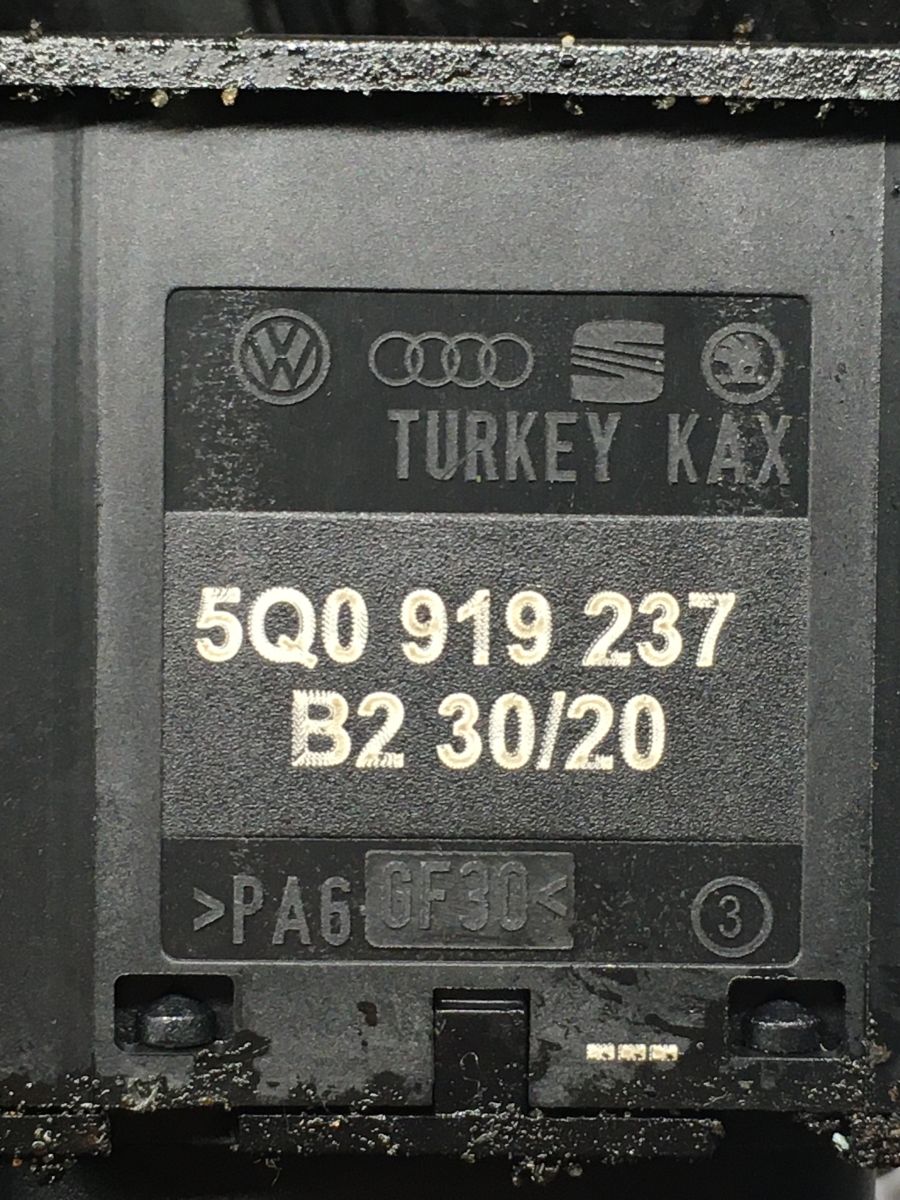 TURKEY KAX
5Q0 919 237
B2 30/20
>PA6 GF30<
3